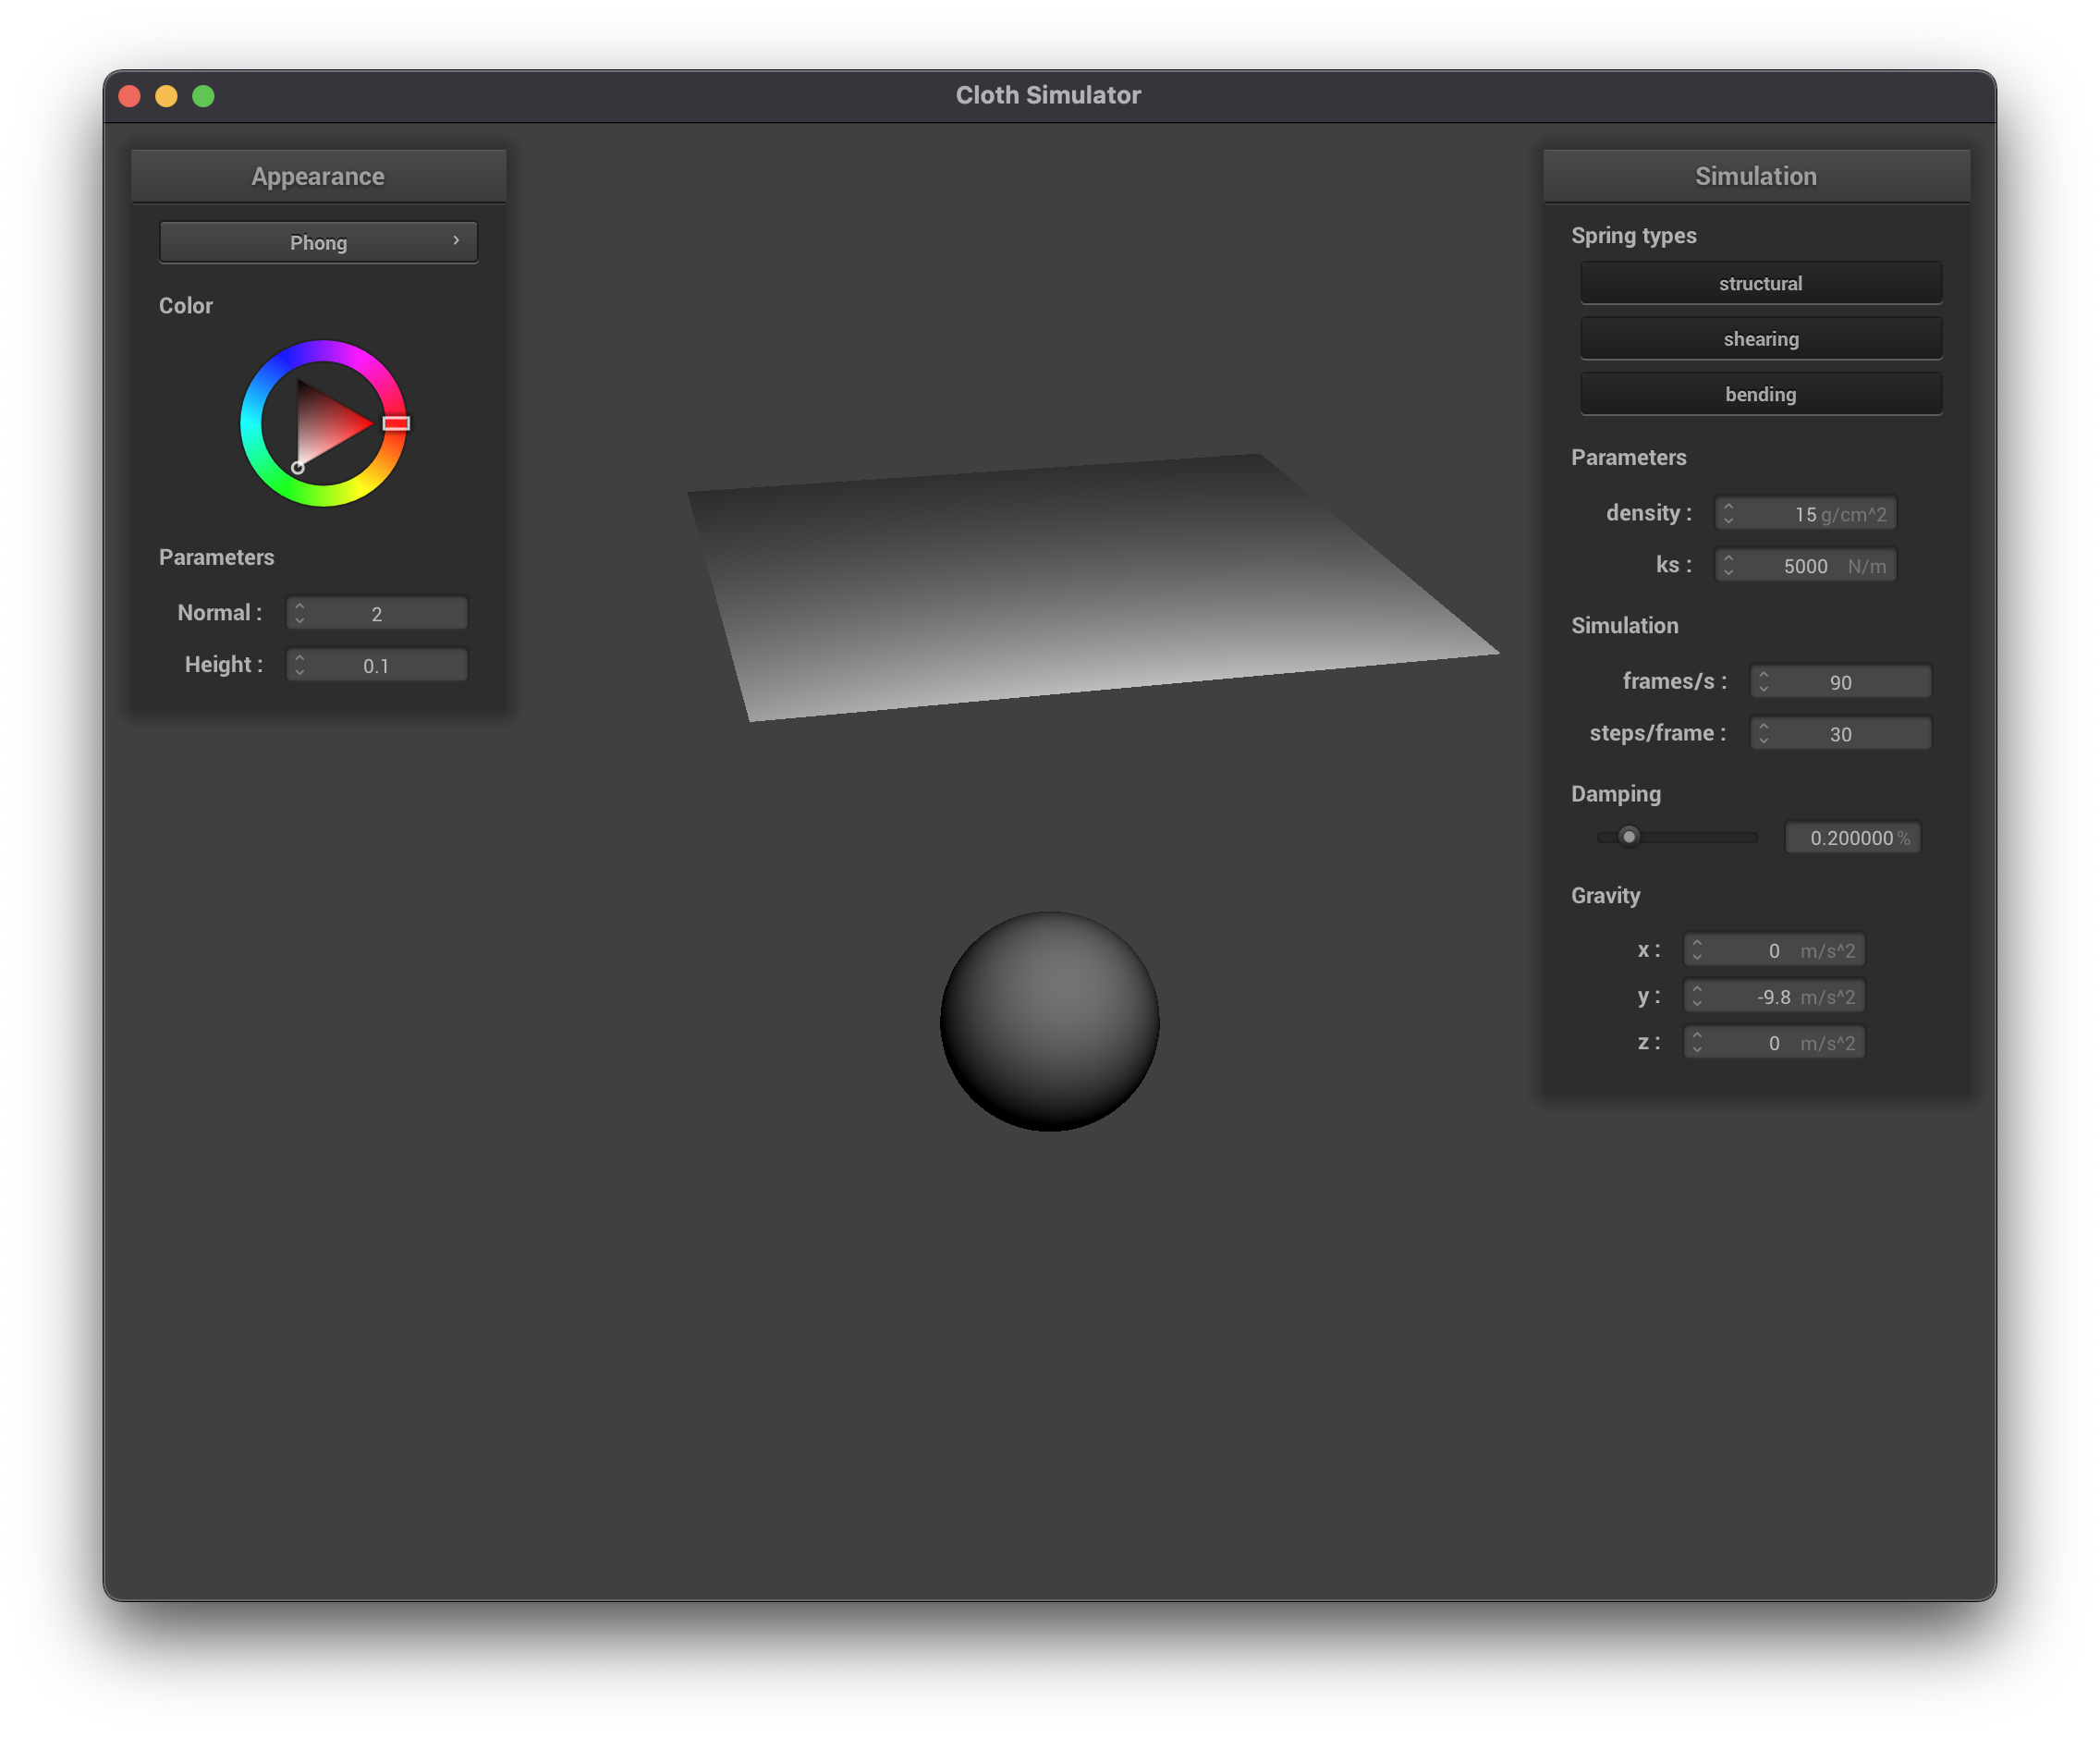 Cloth Simulator
Appearance
Phong
Color
Parameters
Normal : 2
Height : 0.1
Simulation
Spring types
structural
shearing
bending
Parameters
density : 15 g/cm^2
ks : 5000 N/m
Simulation
frames/s : 90
steps/frame : 30
Damping
0.200000 %
Gravity
x : 0 m/s^2
y : -9.8 m/s^2
z : 0 m/s^2